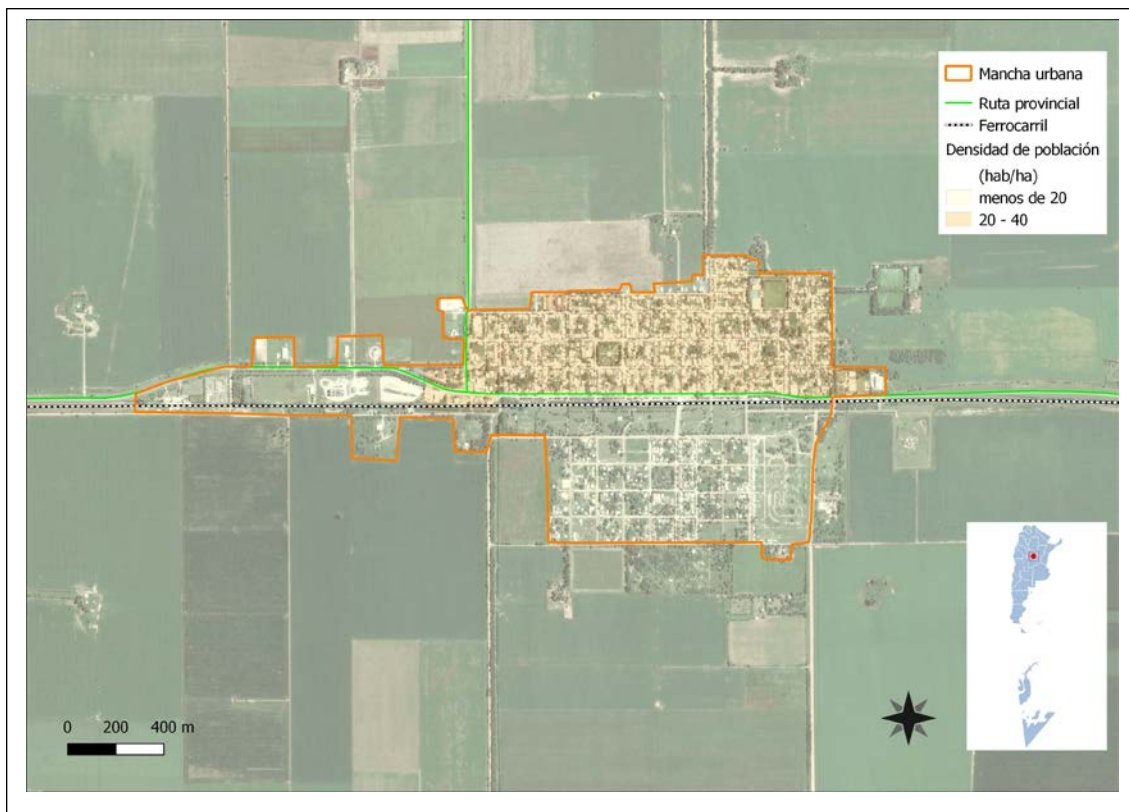 Mancha urbana
Ruta provincial
Ferrocarril
Densidad de población
(hab/ha)
menos de 20
20 - 40
0 200 400 m